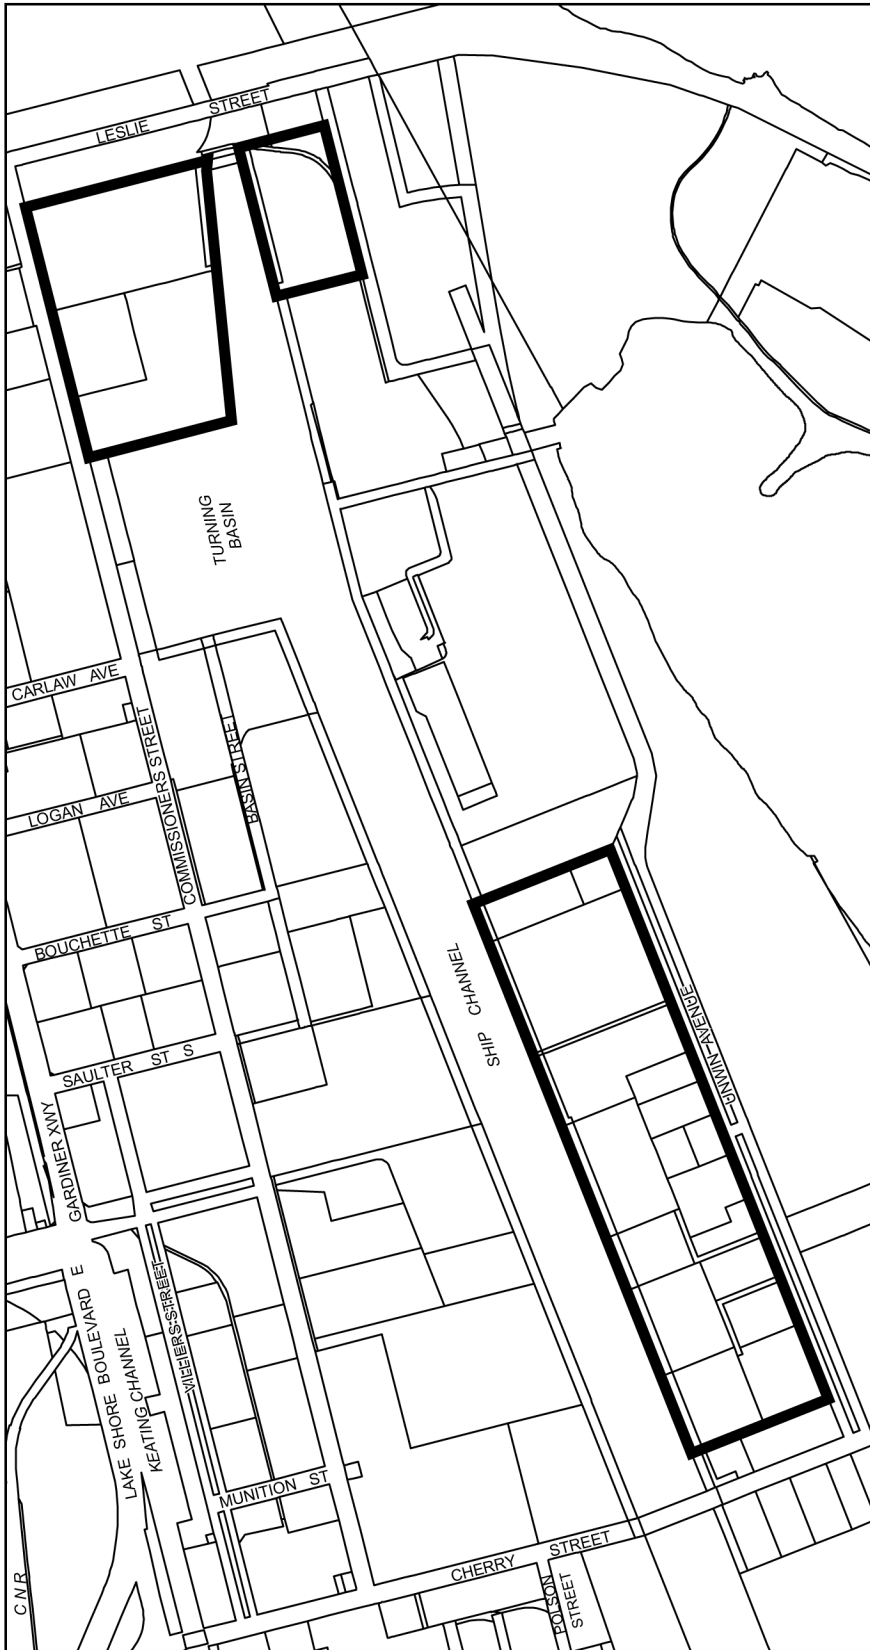 LESLIE STREET
TURNING
BASIN
CARLAW AVE
COMMISSIONERS STREET
BASIN STREE
LOGAN AVE
BOUCHETTE ST
SHIP CHANNEL
UNWIN AVENUE
SAULTER ST S
GARDINER XWY
LAKE SHORE BOULEVARD E
KEATING CHANNEL
VILLIERS STREET
MUNITION ST
CHERRY STREET
POLSON
STREET
CNR